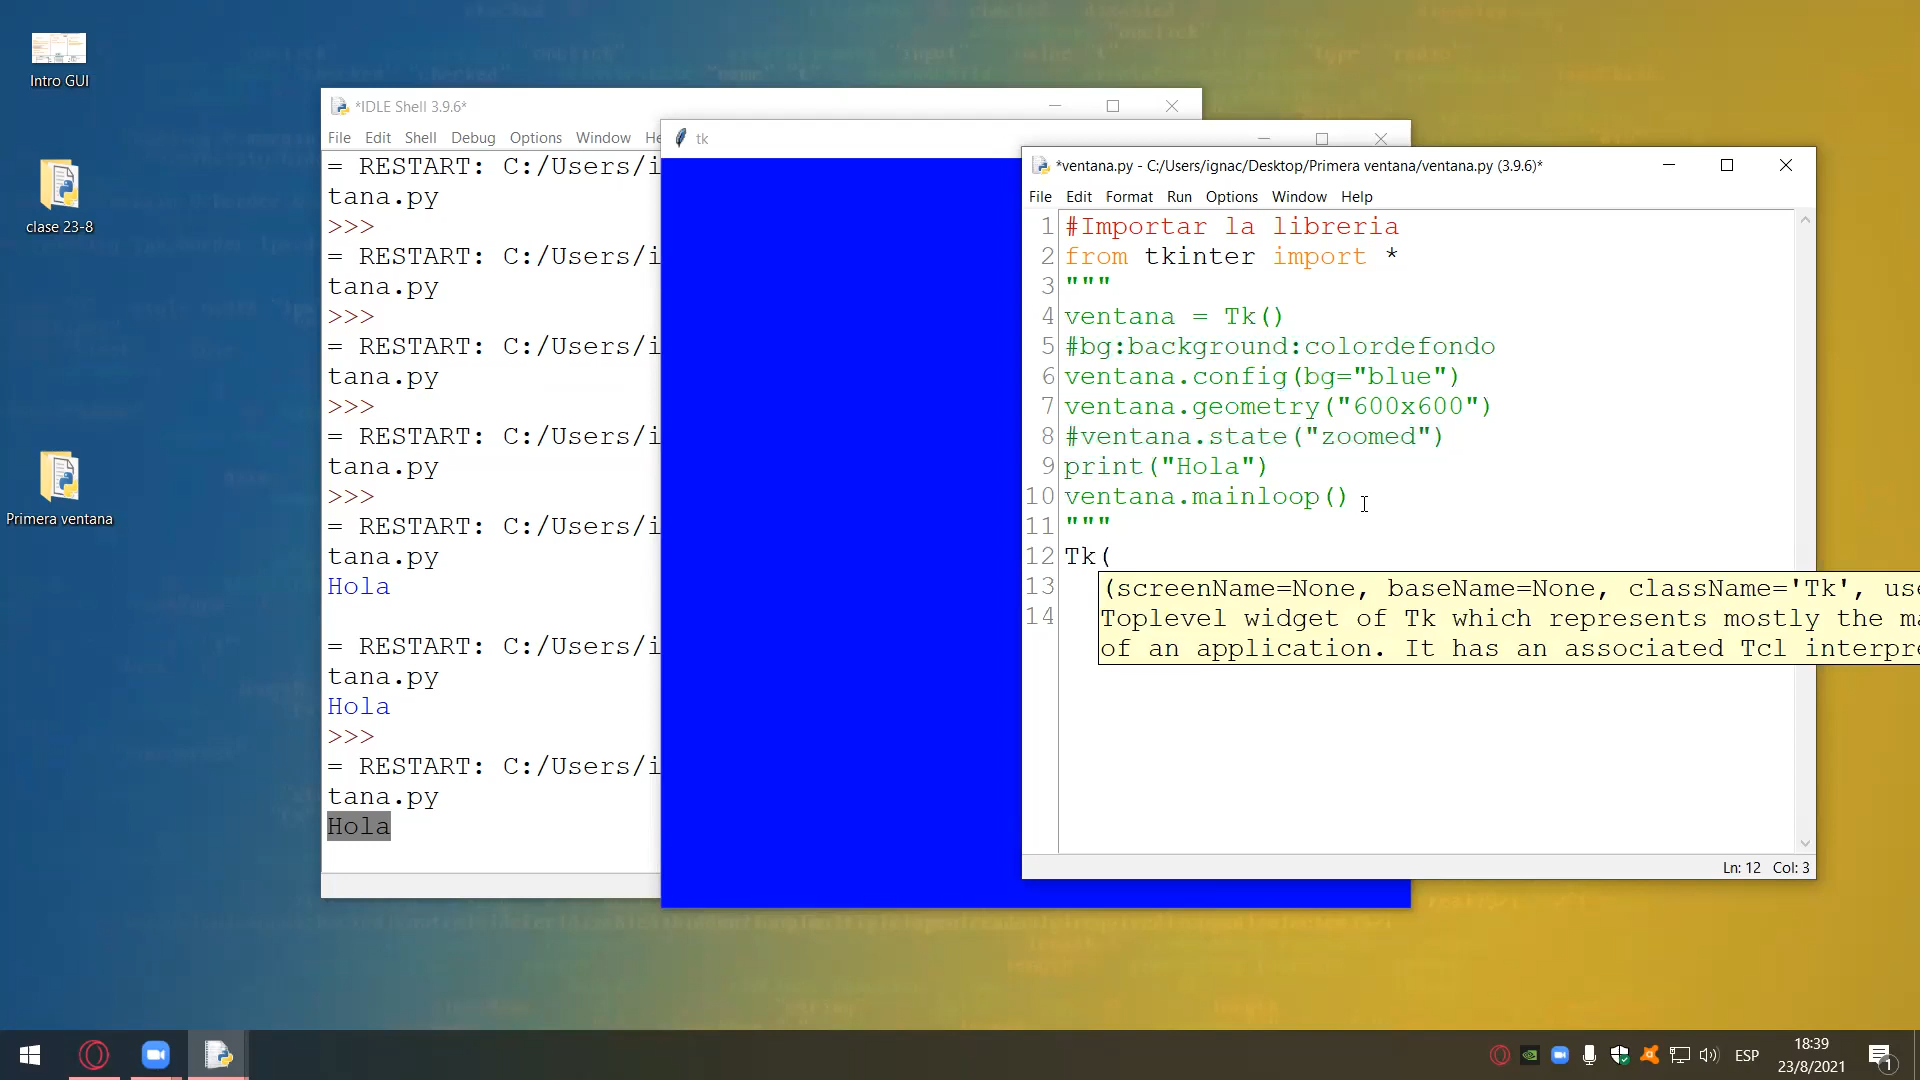 Intro GUI
clase 23-8
Primera ventana
*IDLE Shell 3.9.6*
File Edit Shell Debug Options Window He
= RESTART: C:/Users/i
tana.py
>>>
= RESTART: C:/Users/i
tana.py
>>>
= RESTART: C:/Users/i
tana.py
>>>
= RESTART: C:/Users/i
tana.py
>>>
= RESTART: C:/Users/i
tana.py
Hola
= RESTART: C:/Users/i
tana.py
Hola
>>>
= RESTART: C:/Users/i
tana.py
Hola
tk
*ventana.py - C:/Users/ignac/Desktop/Primera ventana/ventana.py (3.9.6)*
File Edit Format Run Options Window Help
1 #Importar la libreria
2 from tkinter import *
3 """
4 ventana = Tk()
5 #bg:background:colordefondo
6 ventana.config(bg="blue")
7 ventana.geometry("600x600")
8 #ventana.state("zoomed")
9 print("Hola")
10 ventana.mainloop()
11 """
12 Tk(
13
14
(screenName=None, baseName=None, className='Tk', use
Toplevel widget of Tk which represents mostly the ma
of an application. It has an associated Tcl interpre
Ln: 12 Col: 3
ESP
18:39
23/8/2021
1